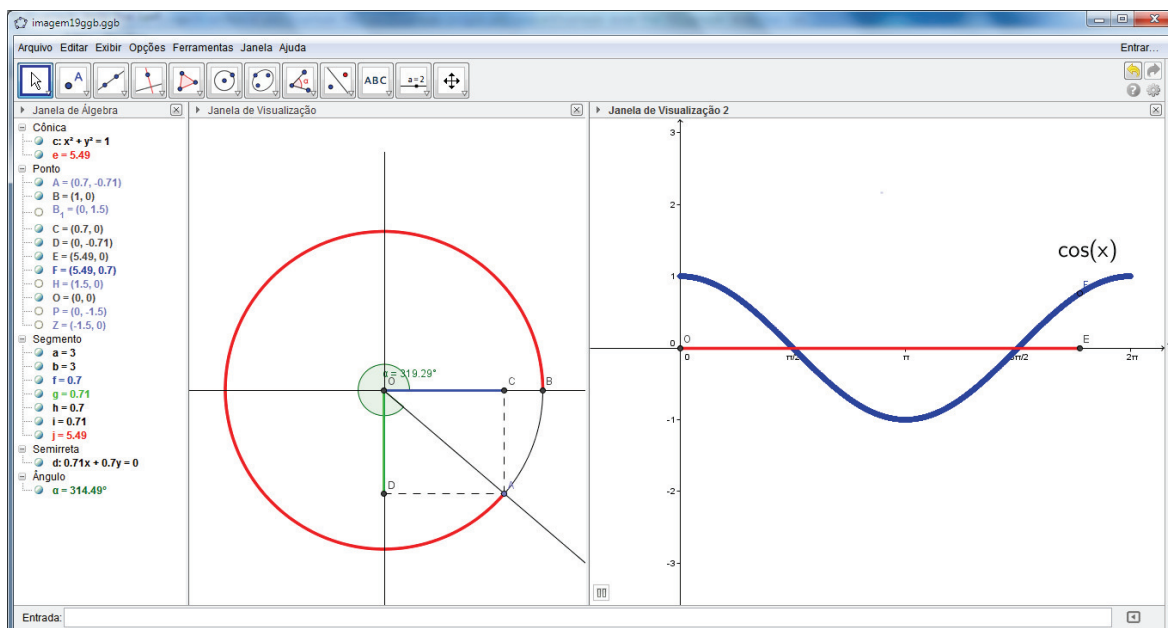 imagem19ggb.ggb
Arquivo Editar Exibir Opções Ferramentas Janela Ajuda
Entrar...
A
ABC
a=2
α
Janela de Álgebra
Cônica
c: x² + y² = 1
e = 5.49
Ponto
A = (0.7, -0.71)
B = (1, 0)
B₁ = (0, 1.5)
C = (0.7, 0)
D = (0, -0.71)
E = (5.49, 0)
F = (5.49, 0.7)
H = (1.5, 0)
O = (0, 0)
P = (0, -1.5)
Z = (-1.5, 0)
Segmento
a = 3
b = 3
f = 0.7
g = 0.71
h = 0.7
i = 0.71
j = 5.49
Semirreta
d: 0.71x + 0.7y = 0
Ângulo
α = 314.49°
Janela de Visualização
α = 319.29°
O
C
B
D
A
Janela de Visualização 2
3
2
cos(x)
1
F
0
O
E
0
π/2
π
3π/2
2π
-1
-2
-3
Entrada: